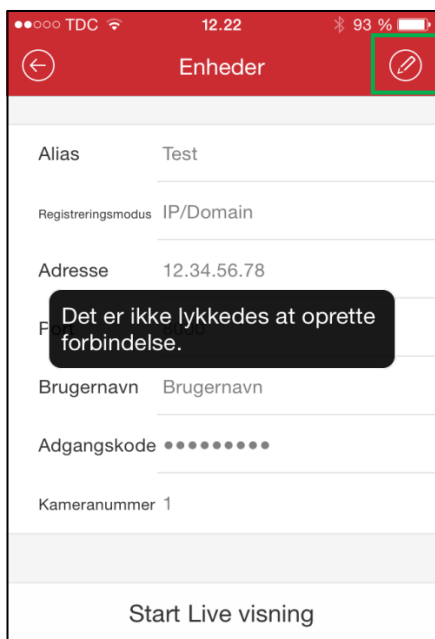 TDC 12.22 93 %
Enheder
Alias Test
Registreringsmodus IP/Domain
Adresse 12.34.56.78
Det er ikke lykkedes at oprette
forbindelse.
Brugernavn Brugernavn
Adgangskode •••••••••
Kameranummer 1
Start Live visning